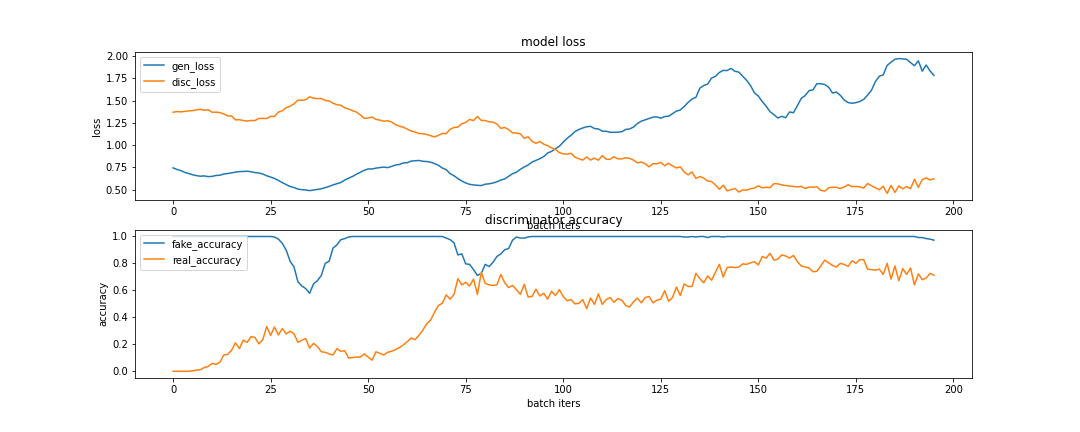 model loss
2.00
1.75
1.50
1.25
1.00
0.75
0.50
loss
gen_loss
disc_loss
0 25 50 75 100 125 150 175 200
batch iters
discriminator accuracy
1.0
0.8
0.6
0.4
0.2
0.0
accuracy
fake_accuracy
real_accuracy
0 25 50 75 100 125 150 175 200
batch iters